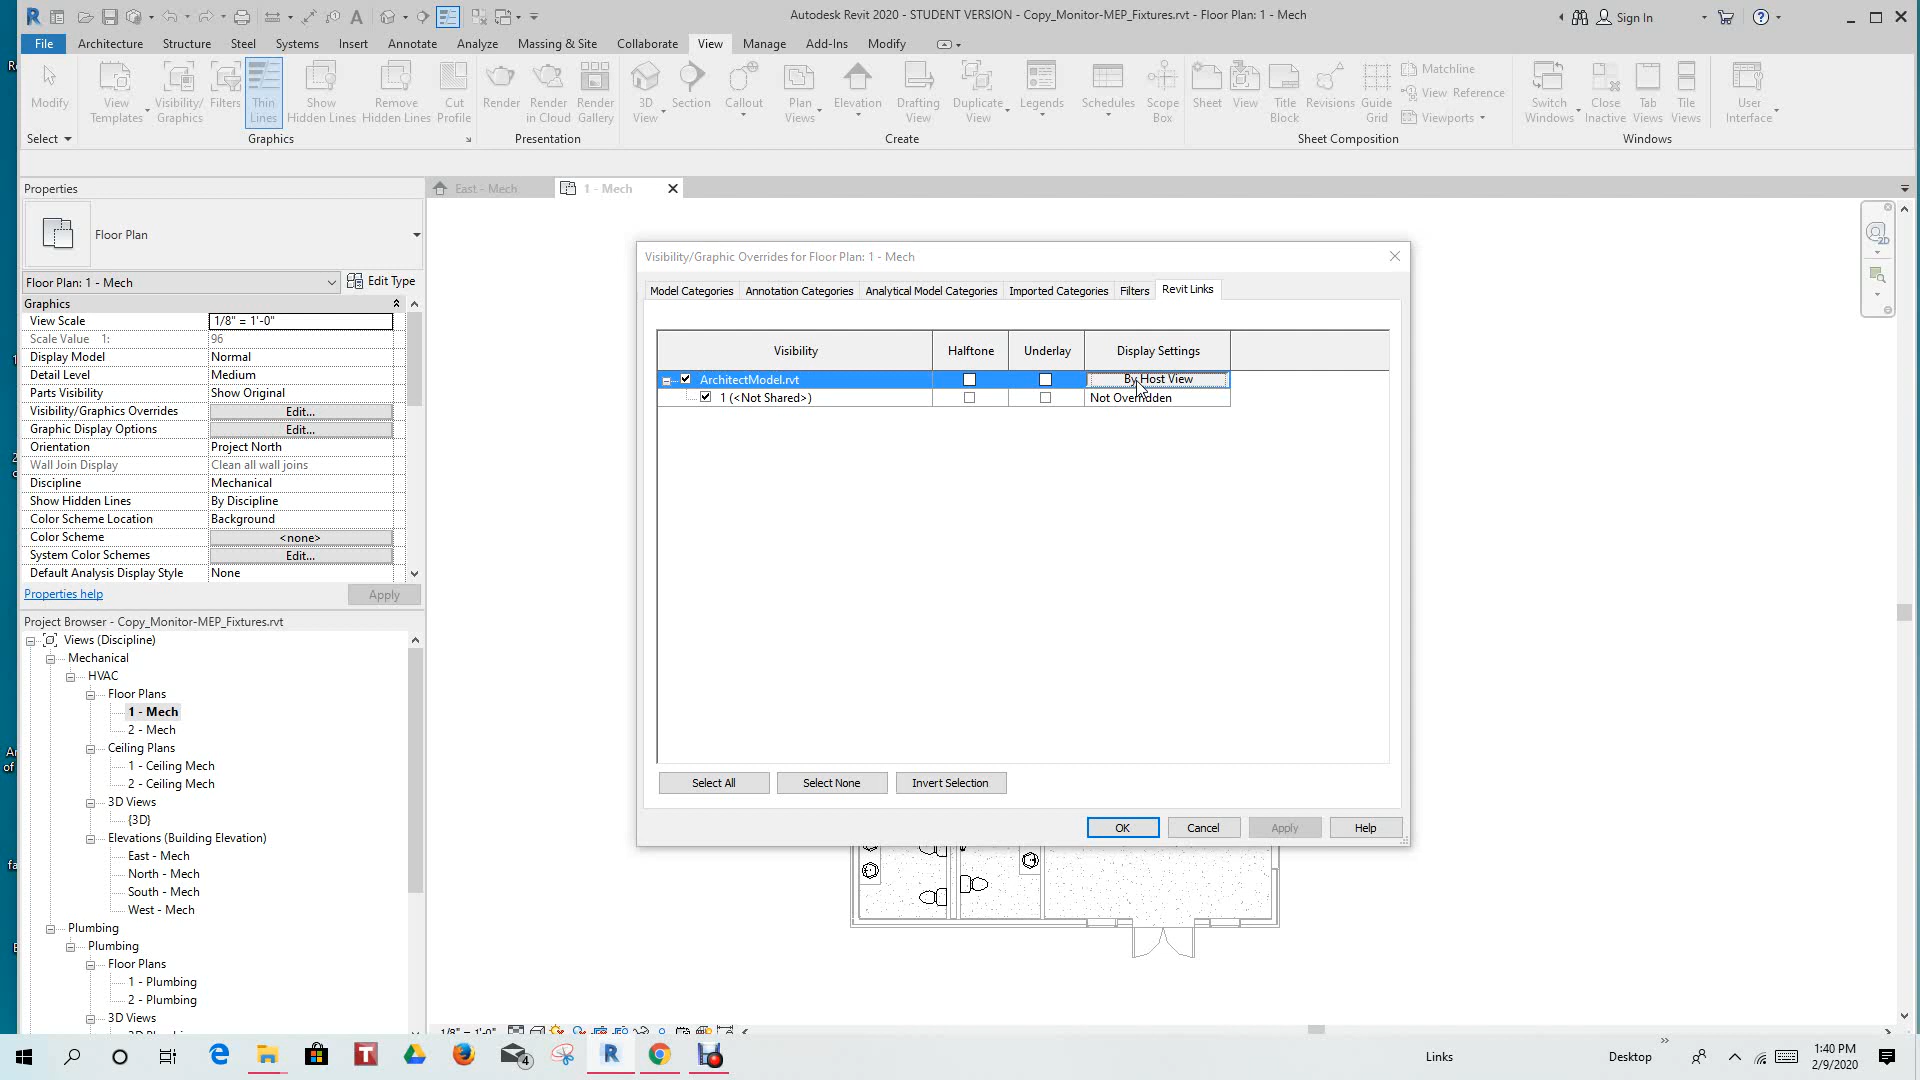 Autodesk Revit 2020 - STUDENT VERSION - Copy_Monitor-MEP_Fixtures.rvt - Floor Plan: 1 - Mech
Sign In
File Architecture Structure Steel Systems Insert Annotate Analyze Massing & Site Collaborate View Manage Add-Ins Modify
Modify
View Templates
Visibility/ Graphics
Filters
Thin Lines
Show Hidden Lines
Remove Hidden Lines
Cut Profile
Render
Render in Cloud
Render Gallery
3D View
Section
Callout
Plan Views
Elevation
Drafting View
Duplicate View
Legends
Schedules
Scope Box
Sheet
View
Title Block
Revisions
Guide Grid
Matchline
View Reference
Viewports
Switch Windows
Close Inactive
Tab Views
Tile Views
User Interface
Select Graphics Presentation Create Sheet Composition Windows
Properties
East - Mech
1 - Mech
Floor Plan
Floor Plan: 1 - Mech
Edit Type
Graphics
View Scale 1/8" = 1'-0"
Scale Value 1: 96
Display Model Normal
Detail Level Medium
Parts Visibility Show Original
Visibility/Graphics Overrides Edit...
Graphic Display Options Edit...
Orientation Project North
Wall Join Display Clean all wall joins
Discipline Mechanical
Show Hidden Lines By Discipline
Color Scheme Location Background
Color Scheme <none>
System Color Schemes Edit...
Default Analysis Display Style None
Properties help
Apply
Project Browser - Copy_Monitor-MEP_Fixtures.rvt
Views (Discipline)
Mechanical
HVAC
Floor Plans
1 - Mech
2 - Mech
Ceiling Plans
1 - Ceiling Mech
2 - Ceiling Mech
3D Views
{3D}
Elevations (Building Elevation)
East - Mech
North - Mech
South - Mech
West - Mech
Plumbing
Plumbing
Floor Plans
1 - Plumbing
2 - Plumbing
3D Views
Visibility/Graphic Overrides for Floor Plan: 1 - Mech
Model Categories Annotation Categories Analytical Model Categories Imported Categories Filters Revit Links
Visibility Halftone Underlay Display Settings
ArchitectModel.rvt By Host View
1 (<Not Shared>) Not Overridden
Select All Select None Invert Selection
OK Cancel Apply Help
1/8" = 1'-0"
Links
Desktop
1:40 PM
2/9/2020